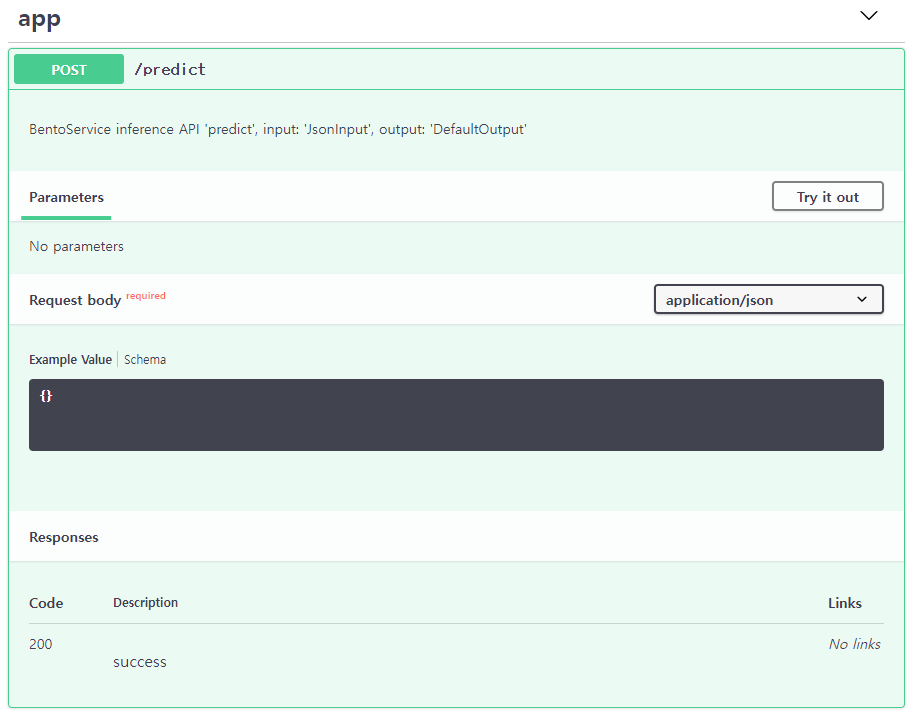 app
POST /predict
BentoService inference API 'predict', input: 'JsonInput', output: 'DefaultOutput'
Parameters Try it out
No parameters
Request body required application/json
Example Value Schema
{}
Responses
Code Description Links
200 No links
success